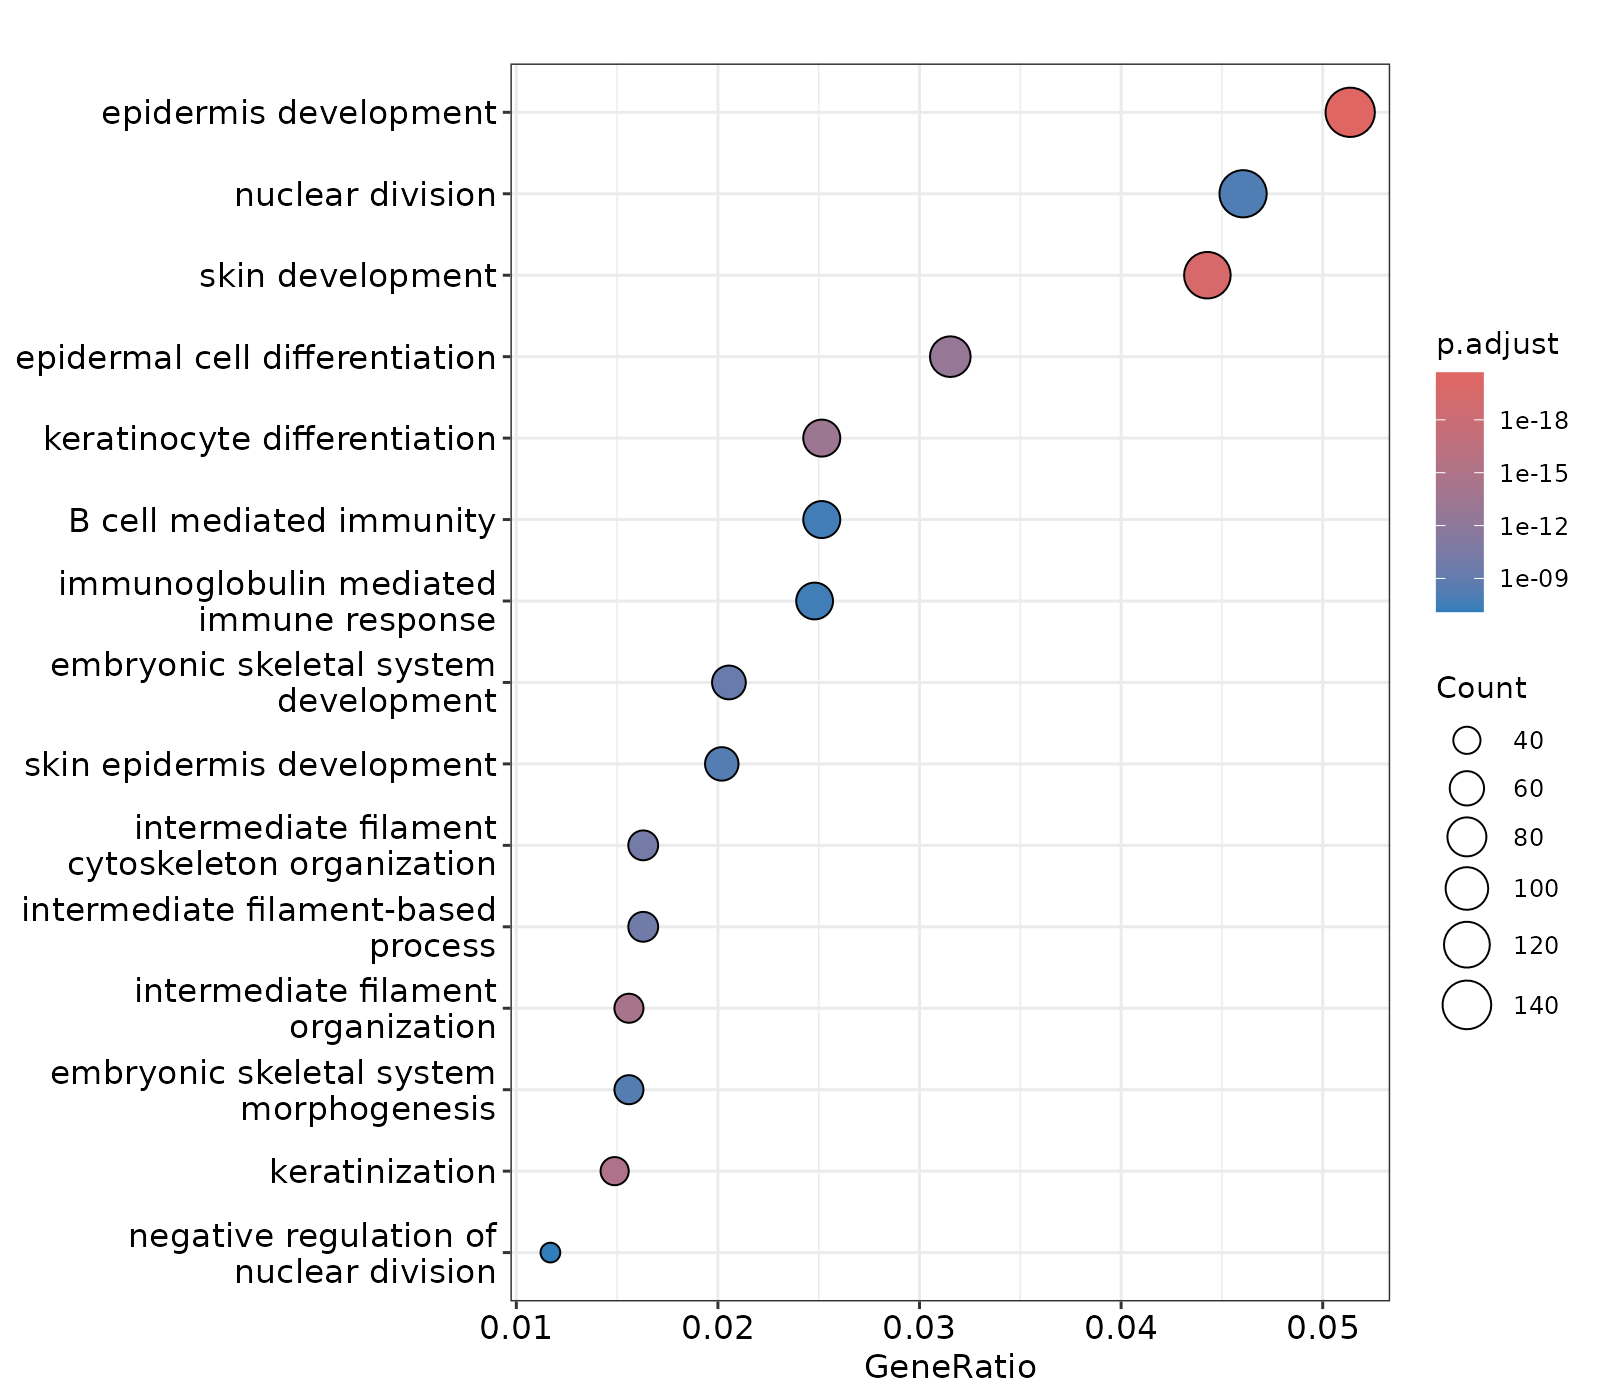 epidermis development
nuclear division
skin development
epidermal cell differentiation
keratinocyte differentiation
B cell mediated immunity
immunoglobulin mediated
immune response
embryonic skeletal system
development
skin epidermis development
intermediate filament
cytoskeleton organization
intermediate filament-based
process
intermediate filament
organization
embryonic skeletal system
morphogenesis
keratinization
negative regulation of
nuclear division
0.01 0.02 0.03 0.04 0.05
GeneRatio
p.adjust
1e-18
1e-15
1e-12
1e-09
Count
40
60
80
100
120
140